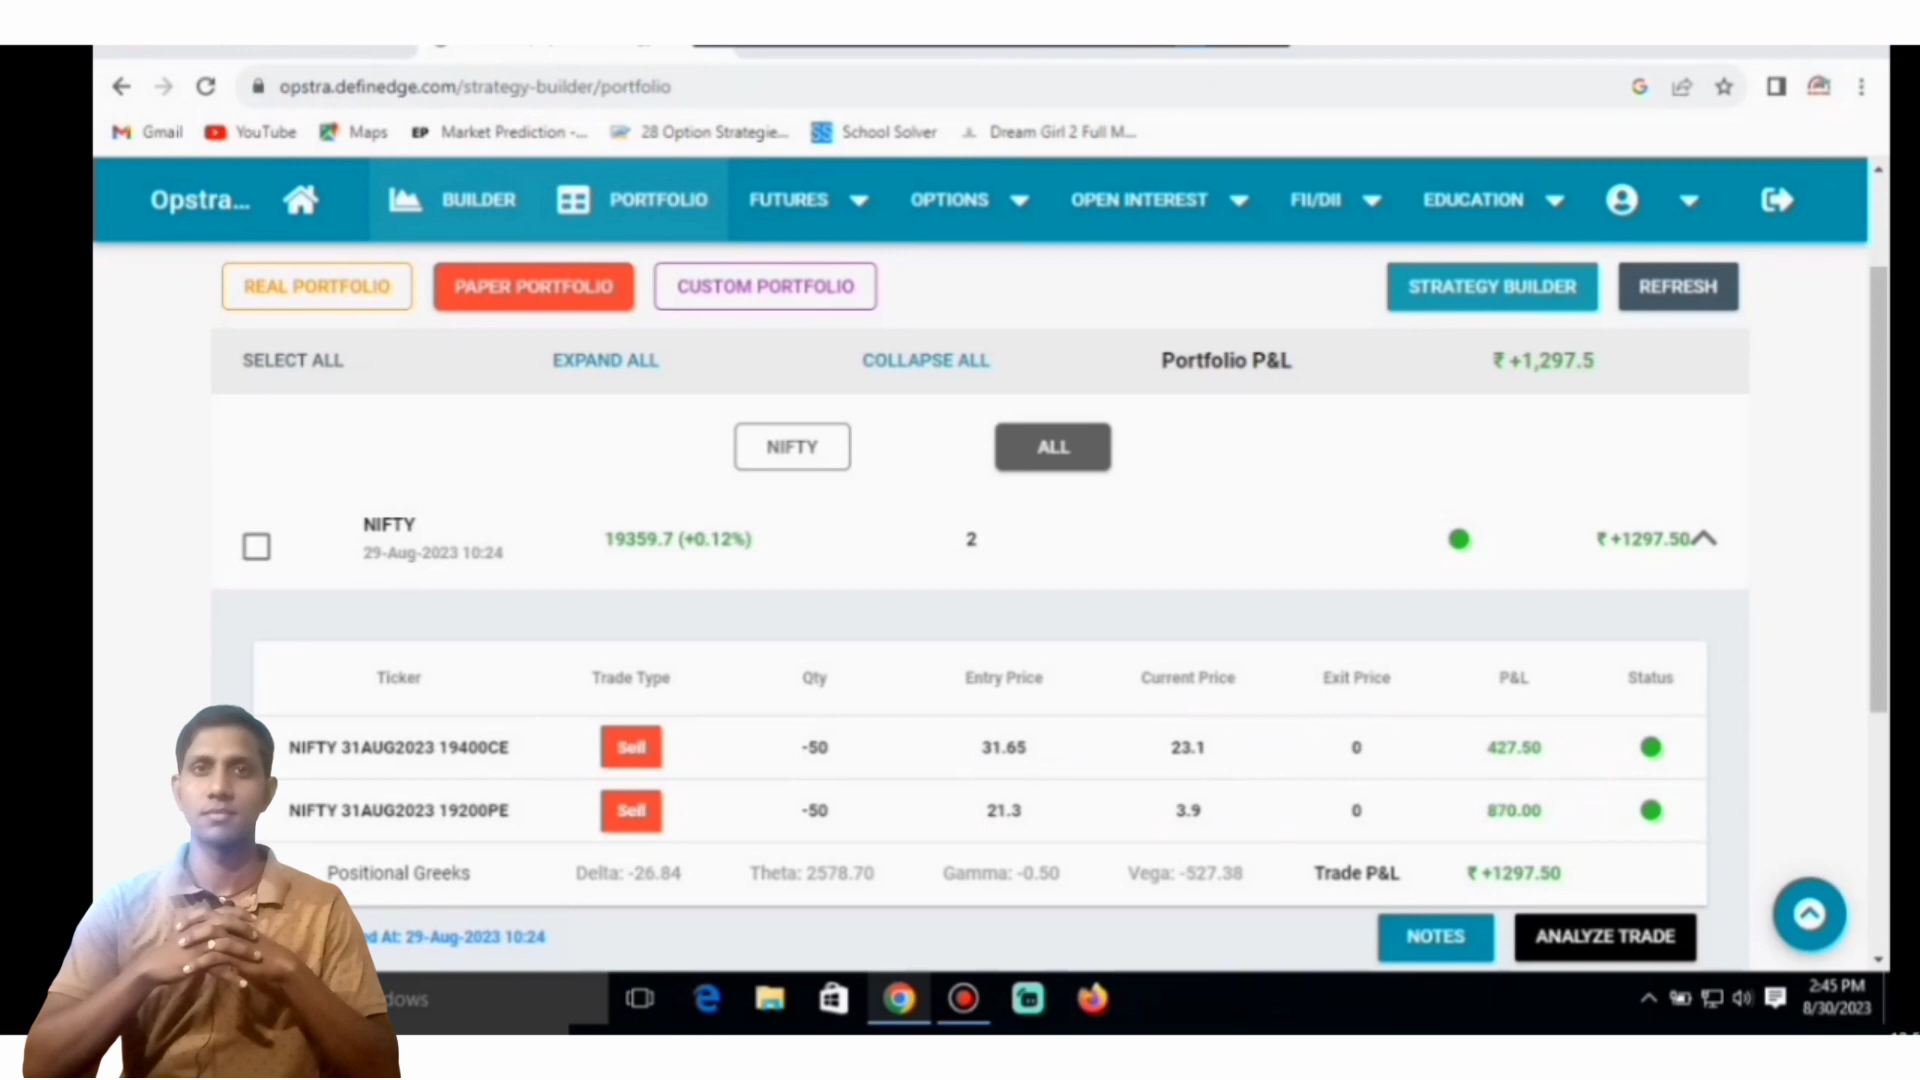 opstra.definedge.com/strategy-builder/portfolio
Gmail YouTube Maps EP Market Prediction -... 28 Option Strategie... SS School Solver Dream Girl 2 Full M...
Opstra... BUILDER PORTFOLIO FUTURES OPTIONS OPEN INTEREST FII/DII EDUCATION
REAL PORTFOLIO PAPER PORTFOLIO CUSTOM PORTFOLIO STRATEGY BUILDER REFRESH
SELECT ALL EXPAND ALL COLLAPSE ALL Portfolio P&L ₹ +1,297.5
NIFTY ALL
NIFTY 19359.7 (+0.12%) 2 ₹ +1297.50
29-Aug-2023 10:24
Ticker Trade Type Qty Entry Price Current Price Exit Price P&L Status
NIFTY 31AUG2023 19400CE Sell -50 31.65 23.1 0 427.50
NIFTY 31AUG2023 19200PE Sell -50 21.3 3.9 0 870.00
Positional Greeks Delta: -26.84 Theta: 2578.70 Gamma: -0.50 Vega: -527.38 Trade P&L ₹ +1297.50
At: 29-Aug-2023 10:24 NOTES ANALYZE TRADE
2:45 PM
8/30/2023